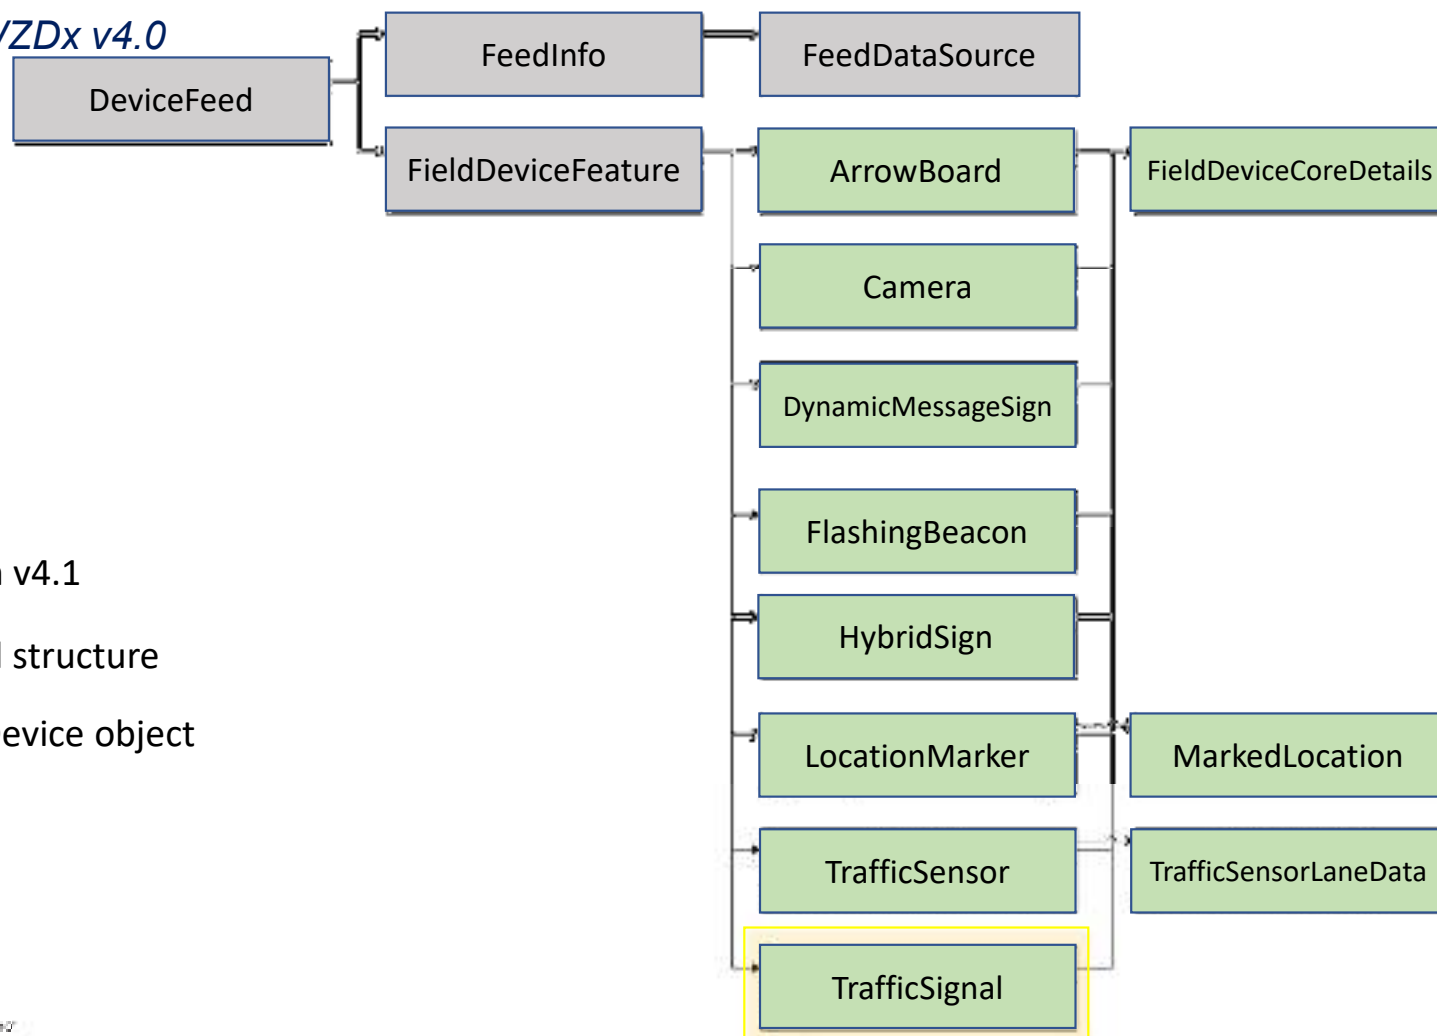 WZDx v4.0
DeviceFeed
FeedInfo
FeedDataSource
FieldDeviceFeature
ArrowBoard
FieldDeviceCoreDetails
Camera
DynamicMessageSign
FlashingBeacon
v4.1
HybridSign
structure
evice object
LocationMarker
MarkedLocation
TrafficSensor
TrafficSensorLaneData
TrafficSignal